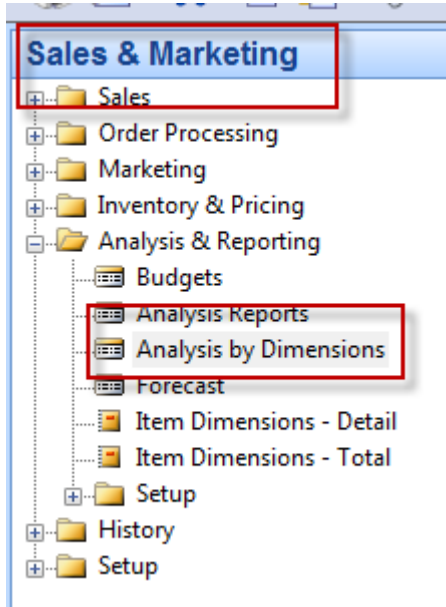 Sales & Marketing
Sales
Order Processing
Marketing
Inventory & Pricing
Analysis & Reporting
Budgets
Analysis Reports
Analysis by Dimensions
Forecast
Item Dimensions - Detail
Item Dimensions - Total
Setup
History
Setup